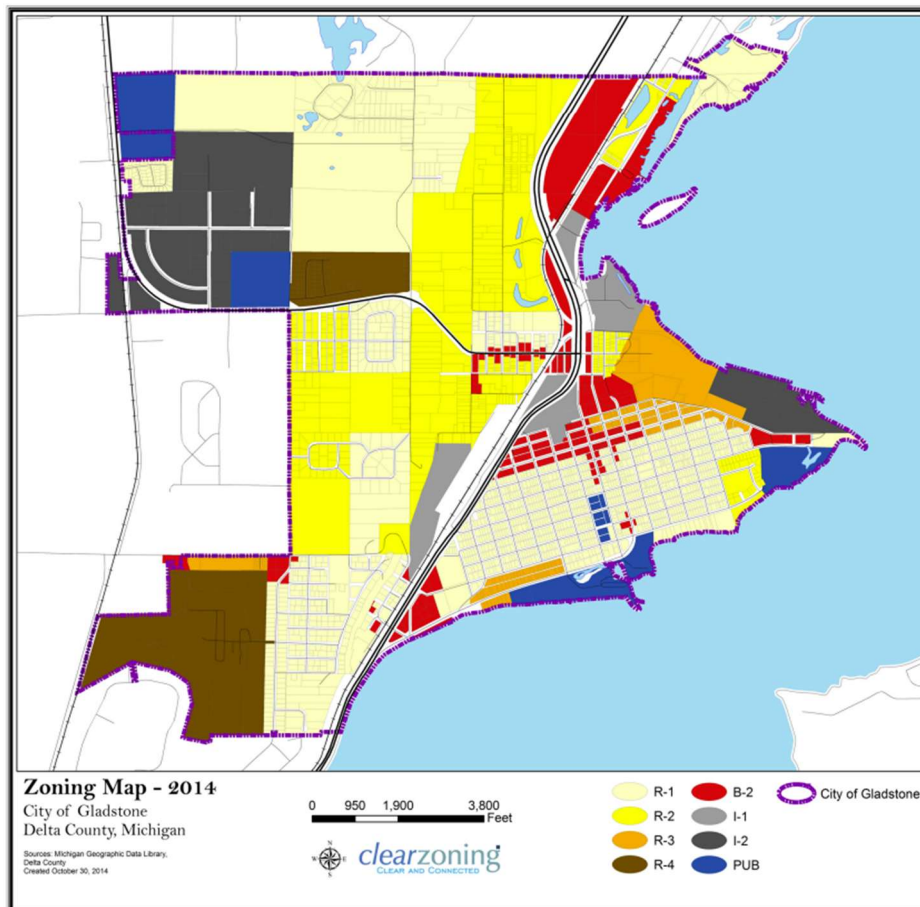 Zoning Map - 2014
City of Gladstone
Delta County, Michigan
Sources: Michigan Geographic Data Library,
Delta County
Created October 30, 2014
0 950 1,900 3,800
Feet
N
W E
S
clearzoning
CLEAR AND CONNECTED
R-1
R-2
R-3
R-4
B-2
I-1
I-2
PUB
City of Gladstone